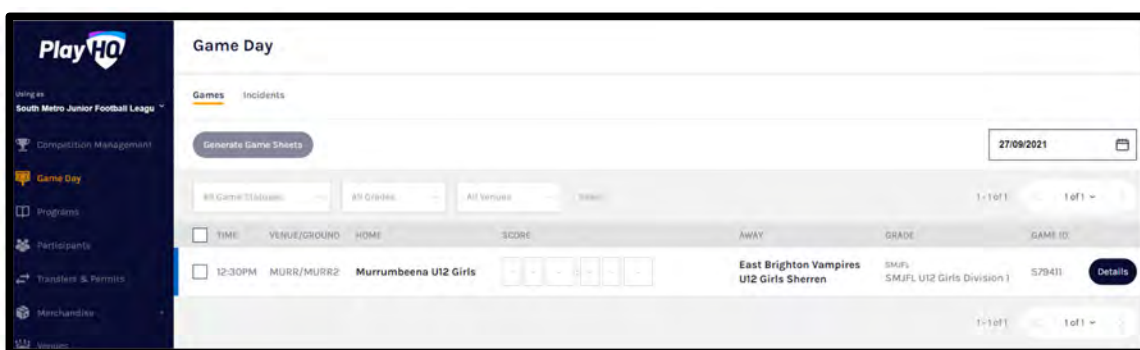 PlayHQ
Game Day
Using as
South Metro Junior Football Leagu
Games Incidents
Competition Management
Generate Game Sheets
27/09/2021
Game Day
All Game Statuses All Grades All Venues Reset
1-1 of 1 1 of 1
Programs
TIME VENUE/GROUND HOME SCORE AWAY GRADE GAME ID
Participants
12:30PM MURR/MURR2 Murrumbeena U12 Girls East Brighton Vampires U12 Girls Sherren SMJFL SMJFL U12 Girls Division 1 Details
Transfers & Permits
Merchandise
1-1 of 1 1 of 1
Venues